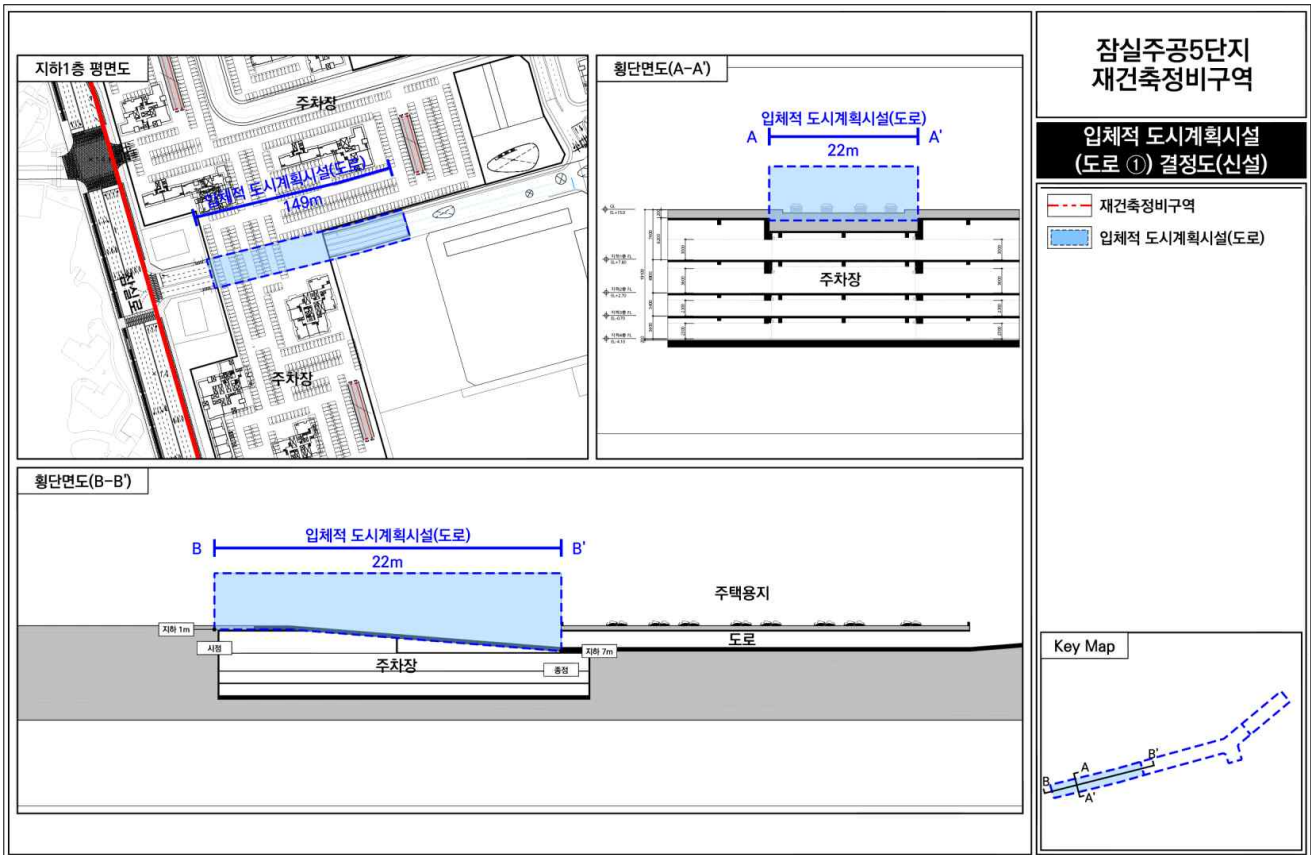 지하1층 평면도
주차장
입체적 도시계획시설(도로)
149m
잠실로
주차장
횡단면도(A-A')
입체적 도시계획시설(도로)
A A'
22m
주차장
횡단면도(B-B')
입체적 도시계획시설(도로)
B B'
22m
주택용지
지하 1m
도로
시점
주차장
지하 7m
종점
잠실주공5단지
재건축정비구역
입체적 도시계획시설
(도로 ①) 결정도(신설)
재건축정비구역
입체적 도시계획시설(도로)
Key Map
B'
A
B
A'